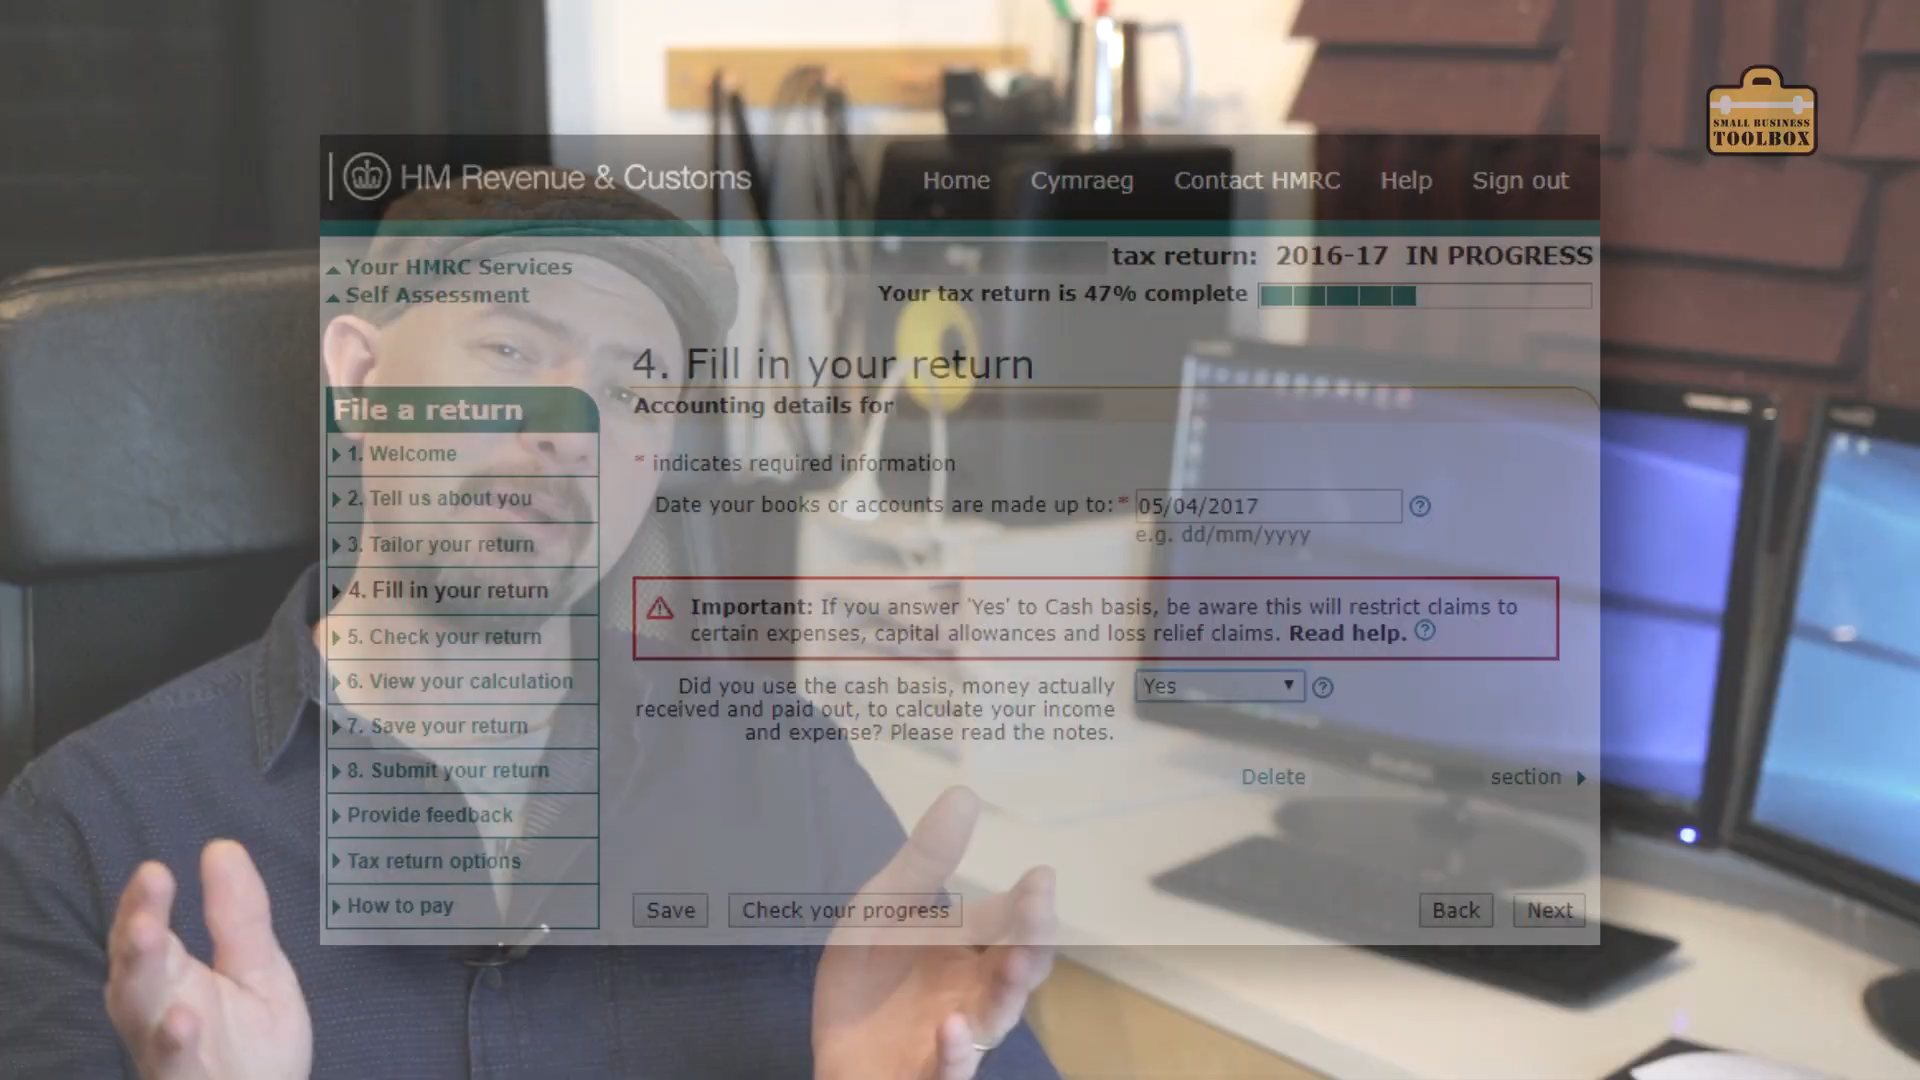 SMALL BUSINESS
TOOLBOX
HM Revenue & Customs
Home Cymraeg Contact HMRC Help Sign out
tax return: 2016-17 IN PROGRESS
Your HMRC Services
Self Assessment
Your tax return is 47% complete
4. Fill in your return
File a return
Accounting details for
1. Welcome
* indicates required information
2. Tell us about you
Date your books or accounts are made up to:* 05/04/2017
e.g. dd/mm/yyyy
3. Tailor your return
4. Fill in your return
Important: If you answer 'Yes' to Cash basis, be aware this will restrict claims to
certain expenses, capital allowances and loss relief claims. Read help.
5. Check your return
6. View your calculation
Did you use the cash basis, money actually Yes
received and paid out, to calculate your income
and expense? Please read the notes.
7. Save your return
8. Submit your return
Delete section
Provide feedback
Tax return options
How to pay
Save Check your progress Back Next